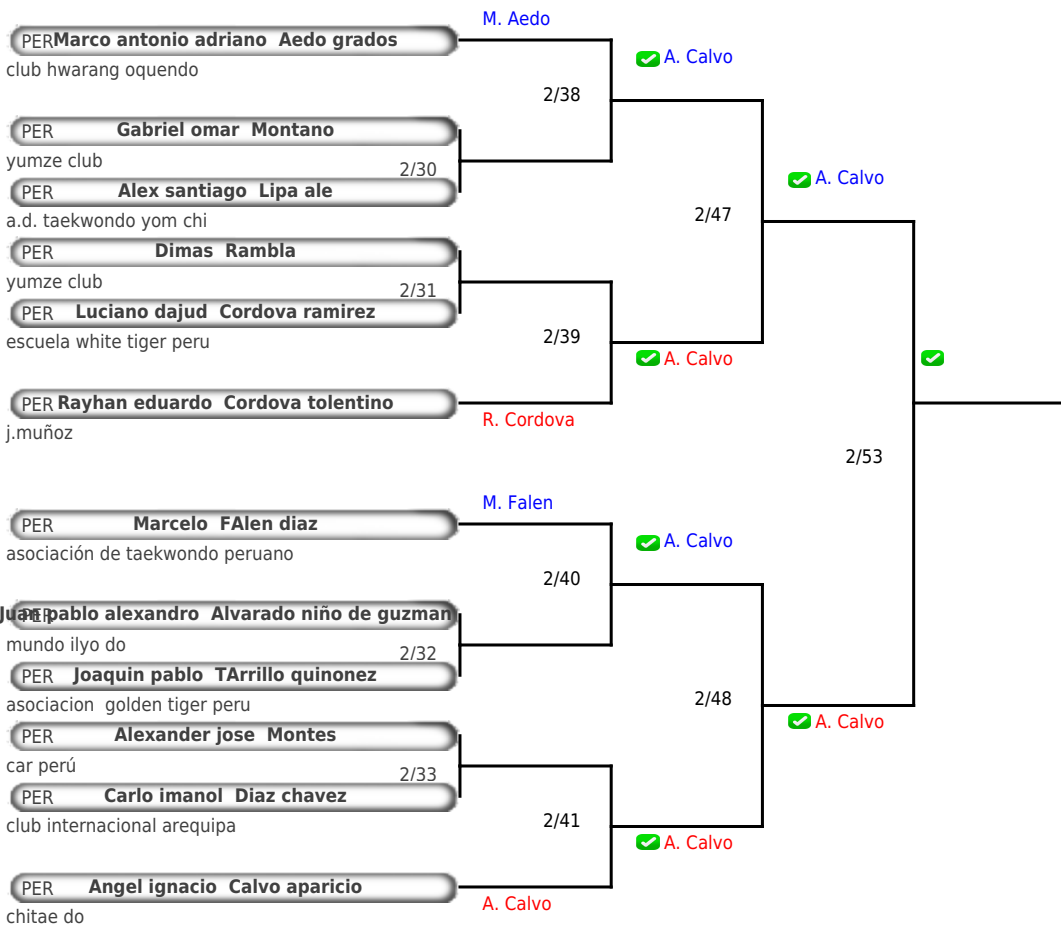 M. Aedo
PER Marco antonio adriano  Aedo grados
A. Calvo
club hwarang oquendo
2/38
PER Gabriel omar  Montano
yumze club
2/30
A. Calvo
PER Alex santiago  Lipa ale
2/47
a.d. taekwondo yom chi
PER Dimas  Rambla
yumze club
2/31
PER Luciano dajud  Cordova ramirez
2/39
escuela white tiger peru
A. Calvo
PER Rayhan eduardo  Cordova tolentino
R. Cordova
j.muñoz
2/53
M. Falen
PER Marcelo  FAlen diaz
A. Calvo
asociación de taekwondo peruano
2/40
PER Juan pablo alexandro  Alvarado niño de guzman
mundo ilyo do
2/32
PER Joaquin pablo  TArrillo quinonez
2/48
asociacion  golden tiger peru
A. Calvo
PER Alexander jose  Montes
car perú
2/33
PER Carlo imanol  Diaz chavez
2/41
club internacional arequipa
A. Calvo
PER Angel ignacio  Calvo aparicio
A. Calvo
chitae do